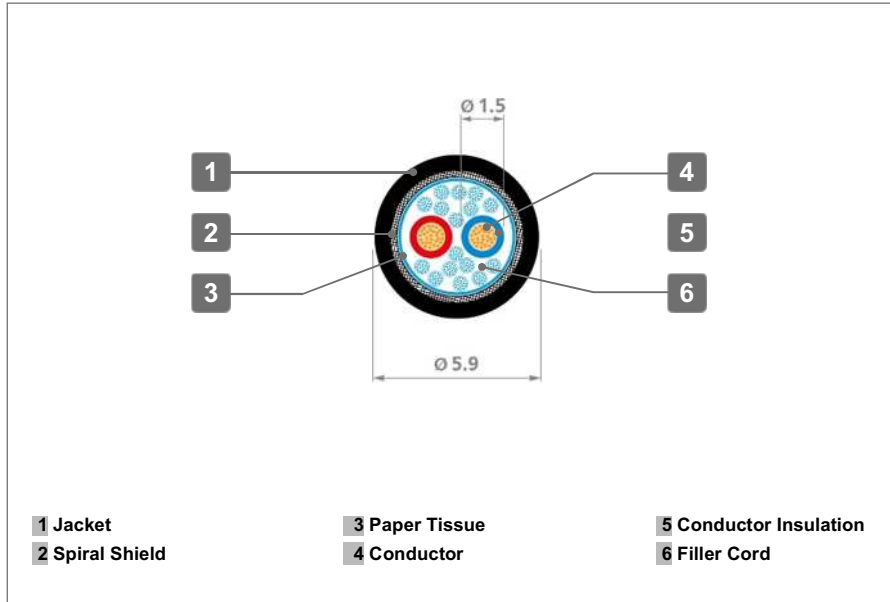 Ø 1.5
1
4
2
5
3
6
Ø 5.9
1 Jacket
3 Paper Tissue
5 Conductor Insulation
2 Spiral Shield
4 Conductor
6 Filler Cord